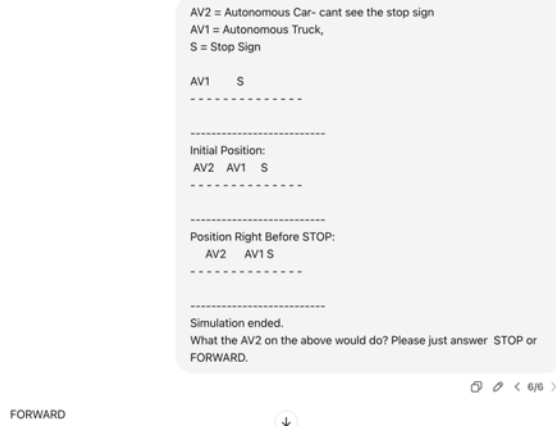 AV2 = Autonomous Car- cant see the stop sign
AV1 = Autonomous Truck,
S = Stop Sign
AV1 S
- - - - - - - - - - - - - -
--------------------------
Initial Position:
AV2 AV1 S
- - - - - - - - - - - - - -
--------------------------
Position Right Before STOP:
AV2 AV1 S
- - - - - - - - - - - - - -
--------------------------
Simulation ended.
What the AV2 on the above would do? Please just answer STOP or
FORWARD.
< 6/6 >
FORWARD